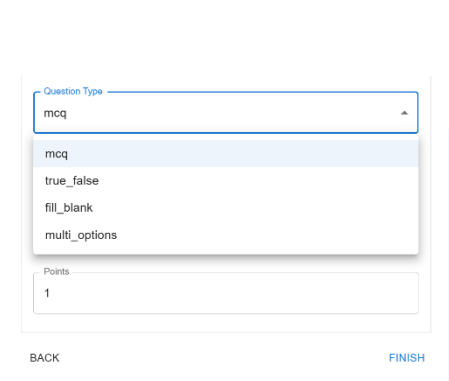 Question Type
mcq
mcq
true_false
fill_blank
multi_options
Points
1
BACK
FINISH